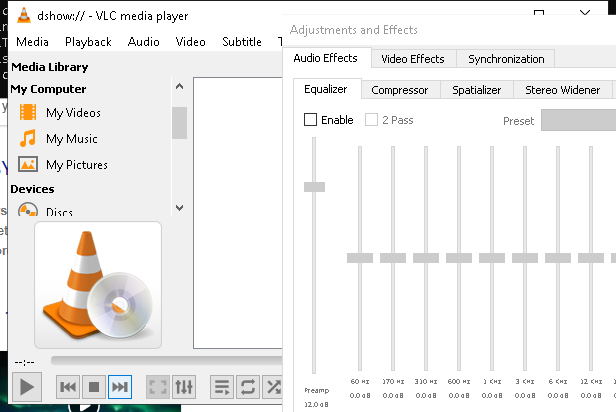 dshow:// - VLC media player
Media Playback Audio Video Subtitle T
Media Library
My Computer
My Videos
My Music
My Pictures
Devices
Discs
--:--
Adjustments and Effects
Audio Effects Video Effects Synchronization
Equalizer Compressor Spatializer Stereo Widener
Enable 2 Pass Preset
60 Hz 170 Hz 310 Hz 600 Hz 1 KHz 3 KHz 6 KHz 12 KHz
Preamp 0.0 dB 0.0 dB 0.0 dB 0.0 dB 0.0 dB 0.0 dB 0.0 dB 0.0 dB
12.0 dB